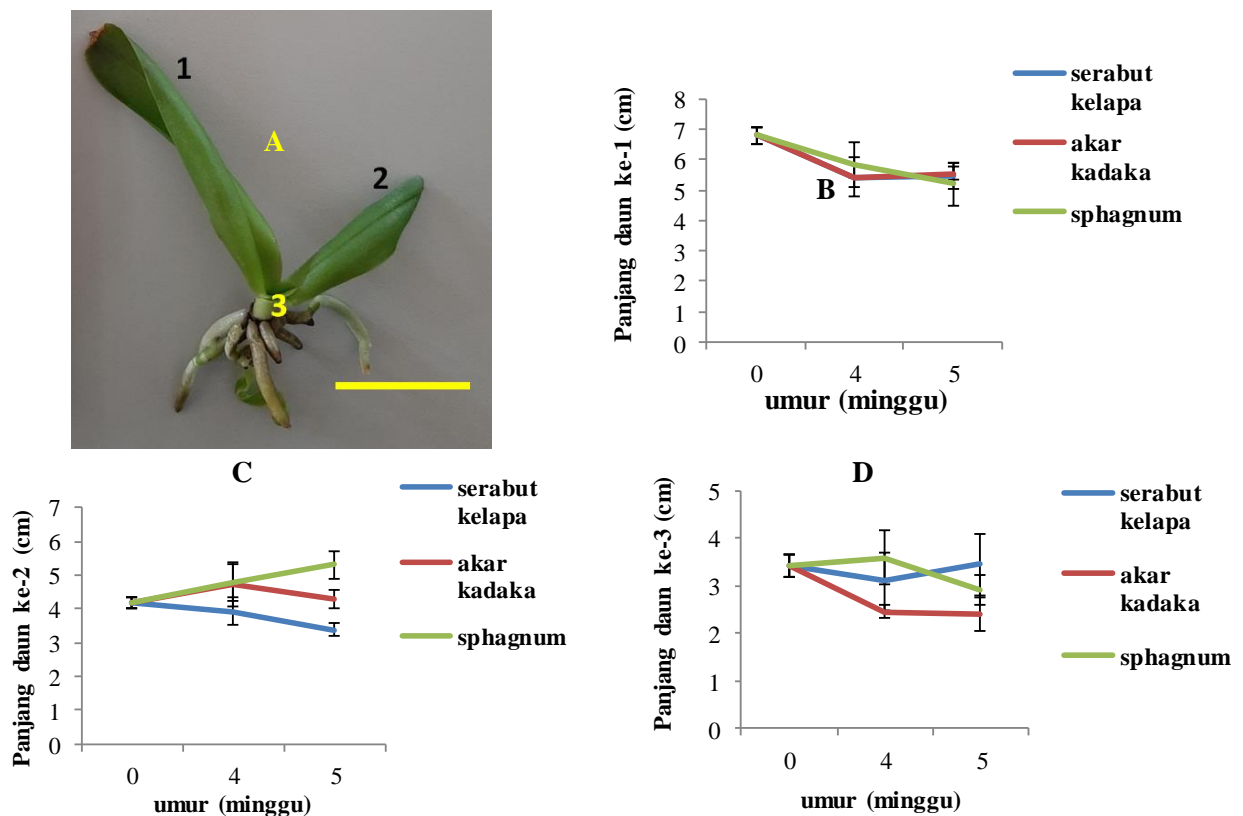 1
A
2
3
B
Panjang daun ke-1 (cm)
8
7
6
5
4
3
2
1
0
0 4 5
umur (minggu)
serabut
kelapa
akar
kadaka
sphagnum
C
Panjang daun ke-2 (cm)
7
6
5
4
3
2
1
0
0 4 5
umur (minggu)
serabut
kelapa
akar
kadaka
sphagnum
D
Panjang daun ke-3 (cm)
5
4
3
2
1
0
0 4 5
umur (minggu)
serabut
kelapa
akar
kadaka
sphagnum